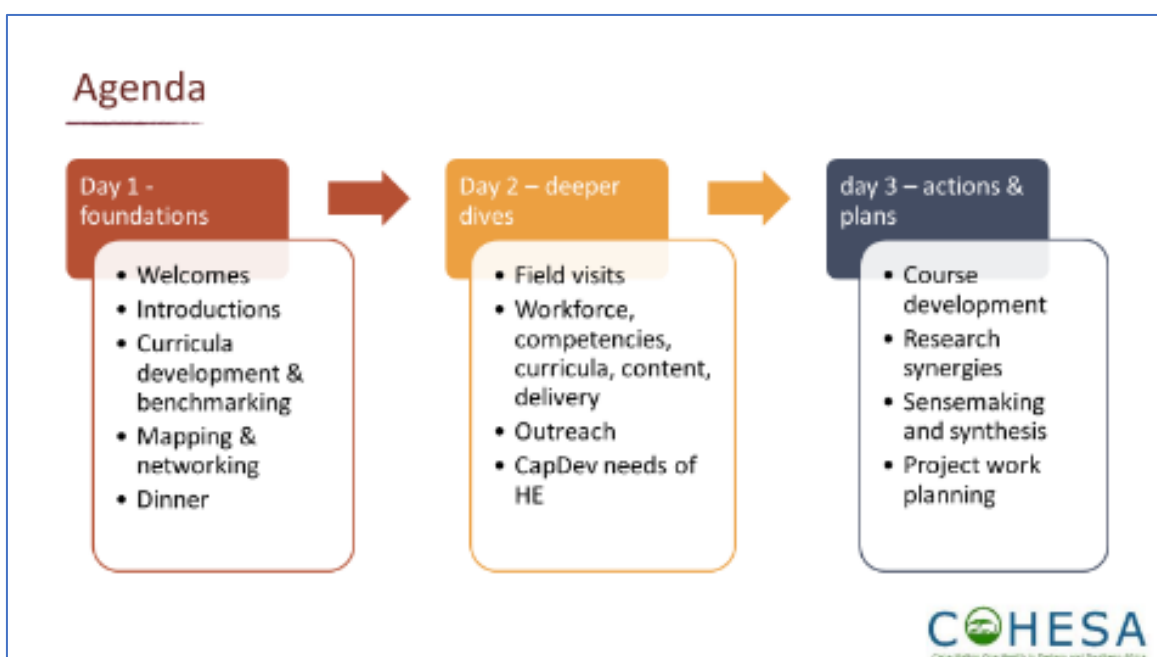 Agenda
Day 1 -
foundations
• Welcomes
• Introductions
• Curricula
development &
benchmarking
• Mapping &
networking
• Dinner
Day 2 – deeper
dives
• Field visits
• Workforce,
competencies,
curricula, content,
delivery
• Outreach
• CapDev needs of
HE
day 3 – actions &
plans
• Course
development
• Research
synergies
• Sensemaking
and synthesis
• Project work
planning
COHESA